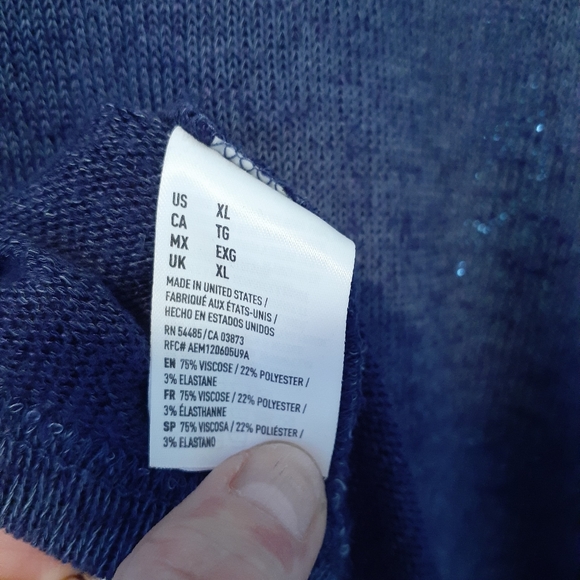 US XL
CA TG
MX EXG
UK XL
MADE IN UNITED STATES /
FABRIQUÉ AUX ÉTATS-UNIS /
HECHO EN ESTADOS UNIDOS
RN 54485/CA 03873
RFC# AEM120605U9A
EN 75% VISCOSE / 22% POLYESTER /
3% ELASTANE
FR 75% VISCOSE / 22% POLYESTER /
3% ÉLASTHANNE
SP 75% VISCOSA / 22% POLIÉSTER /
3% ELASTANO